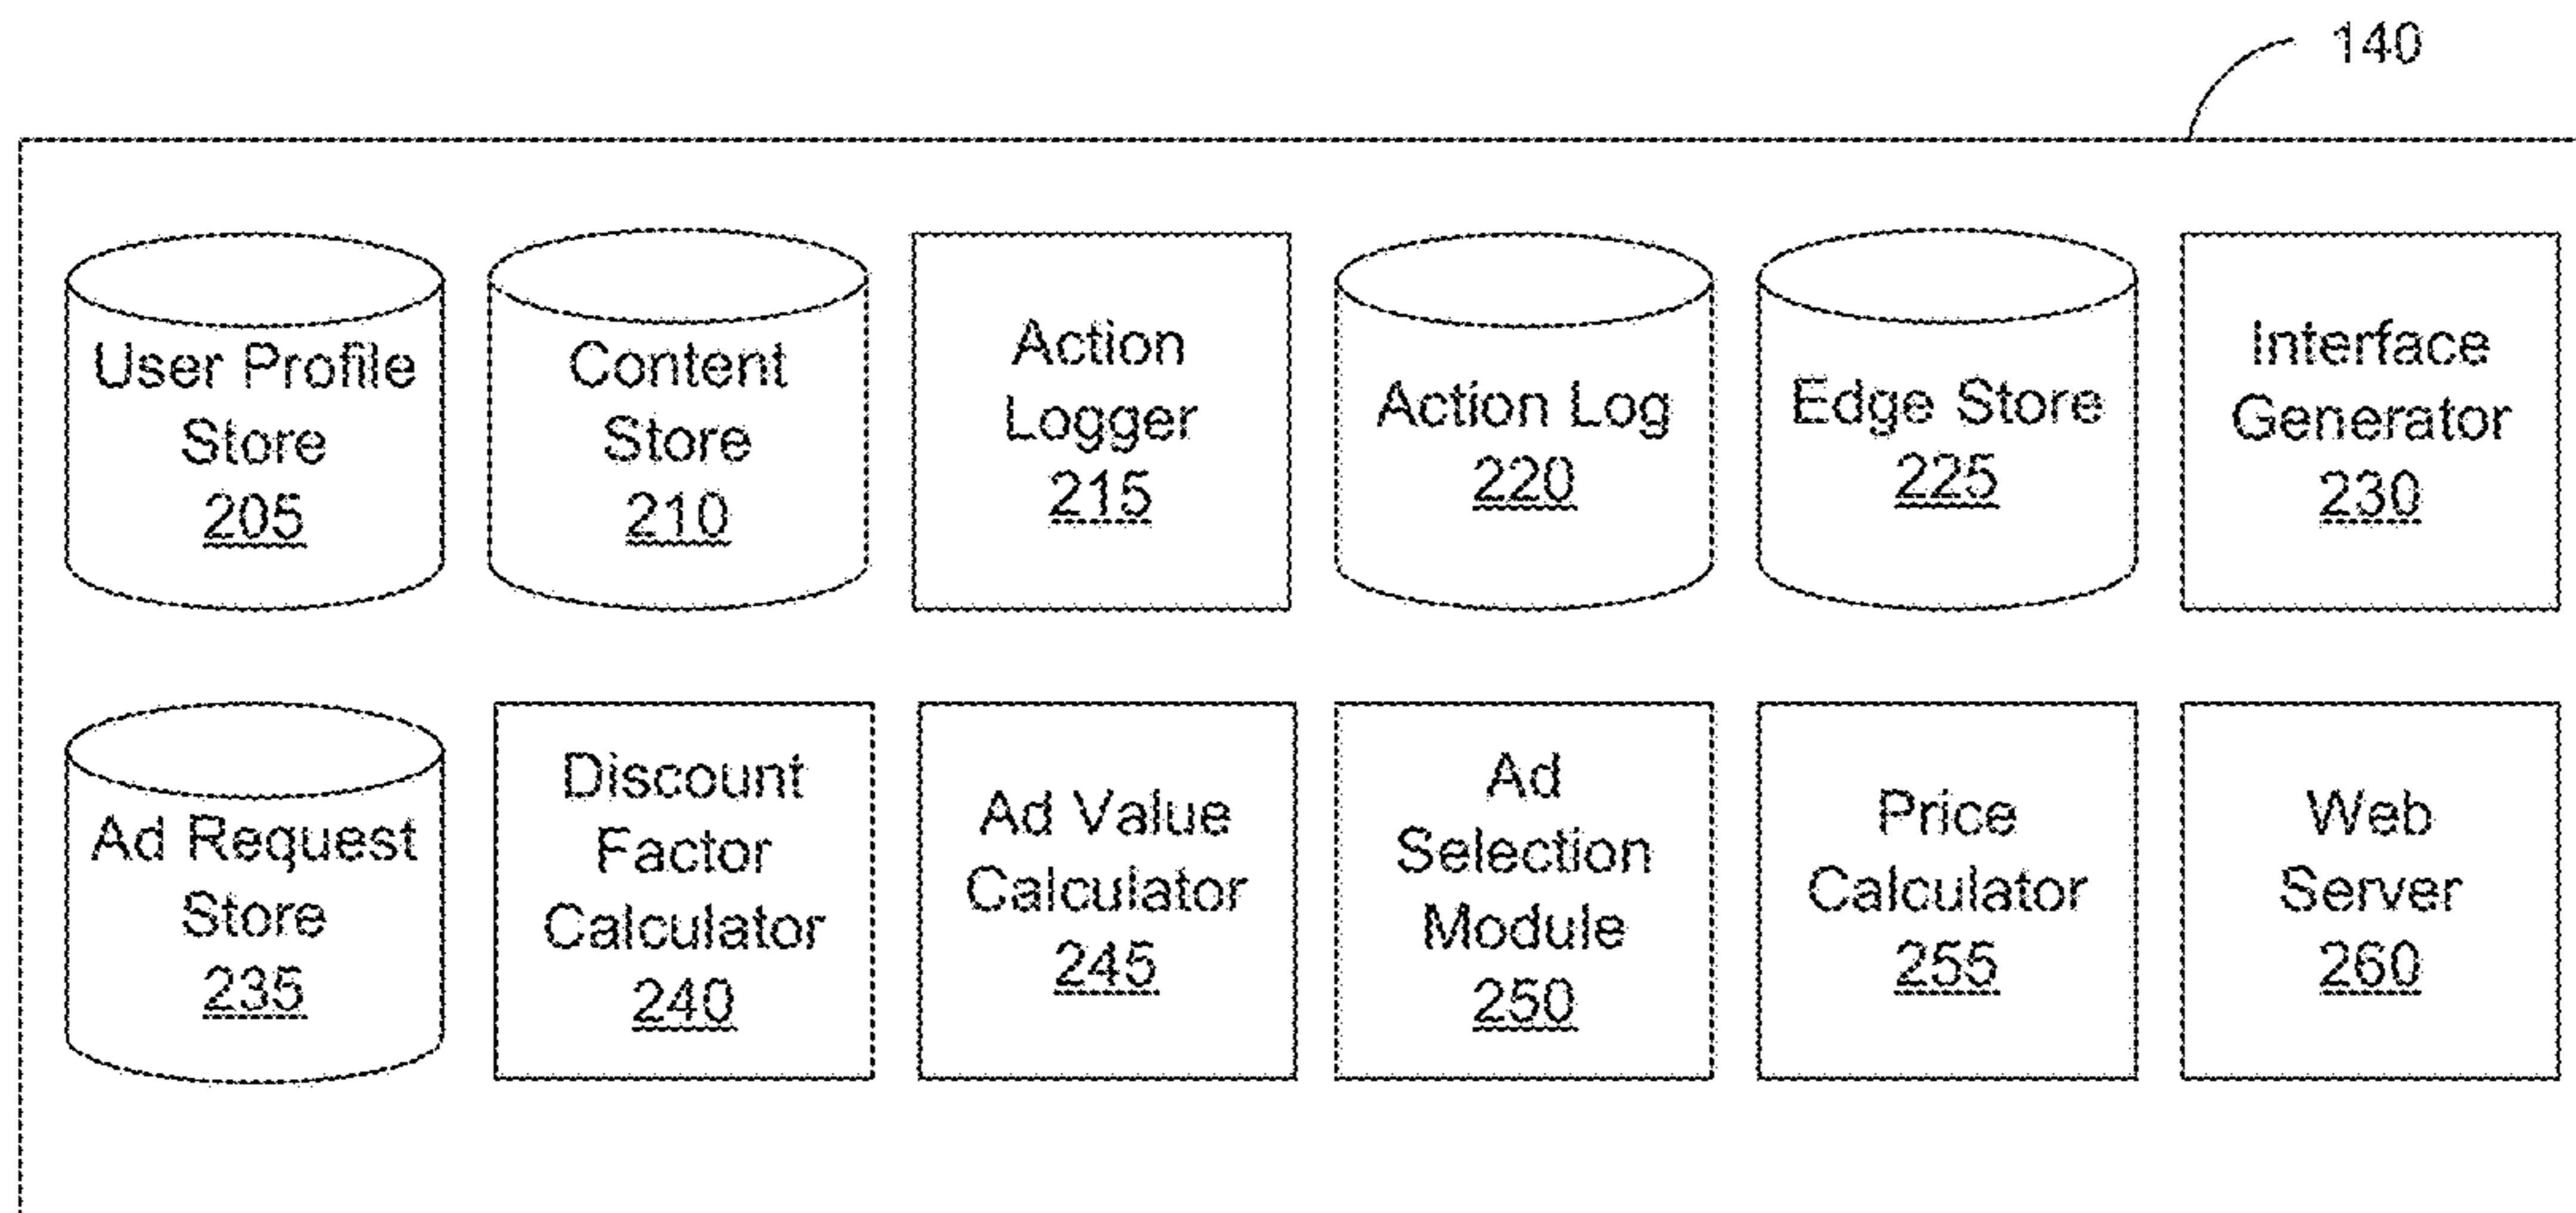 140
User Profile
Store
205
Content
Store
210
Action
Logger
215
Action Log
220
Edge Store
225
Interface
Generator
230
Ad Request
Store
235
Discount
Factor
Calculator
240
Ad Value
Calculator
245
Ad
Selection
Module
250
Price
Calculator
255
Web
Server
260